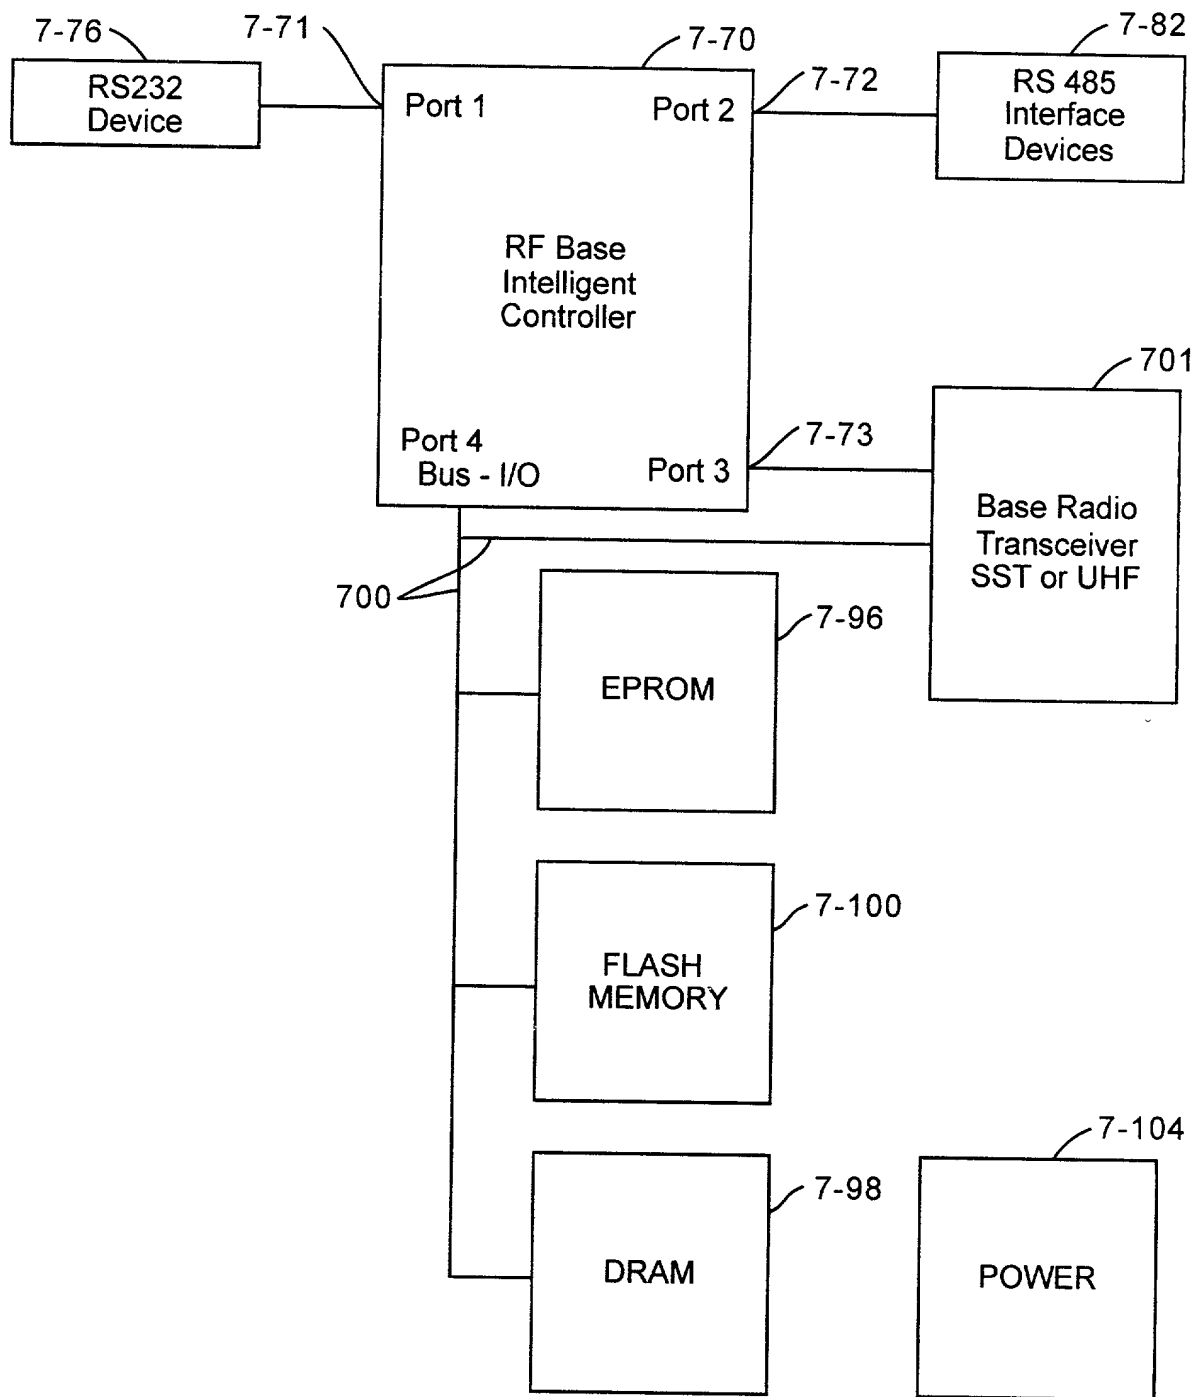 7-76
7-71
7-70
7-82
RS232
Device
Port 1
Port 2
7-72
RS 485
Interface
Devices
RF Base
Intelligent
Controller
701
Port 4
Bus - I/O
Port 3
7-73
Base Radio
Transceiver
SST or UHF
700
7-96
EPROM
7-100
FLASH
MEMORY
7-104
7-98
DRAM
POWER